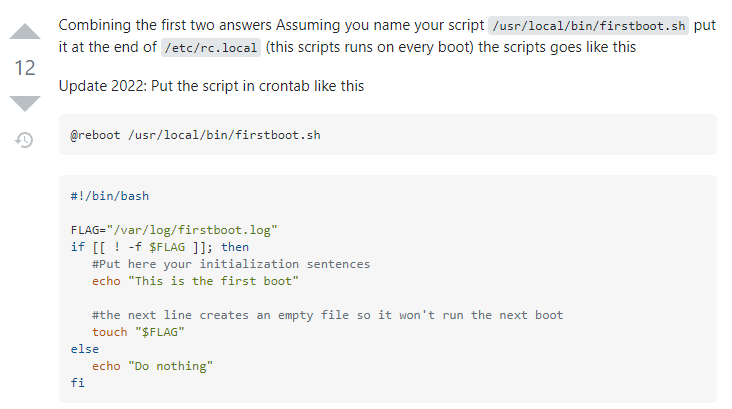 Combining the first two answers Assuming you name your script /usr/local/bin/firstboot.sh put
it at the end of /etc/rc.local (this scripts runs on every boot) the scripts goes like this
12
Update 2022: Put the script in crontab like this
@reboot /usr/local/bin/firstboot.sh
#!/bin/bash
FLAG="/var/log/firstboot.log"
if [[ ! -f $FLAG ]]; then
   #Put here your initialization sentences
   echo "This is the first boot"
   #the next line creates an empty file so it won't run the next boot
   touch "$FLAG"
else
   echo "Do nothing"
fi